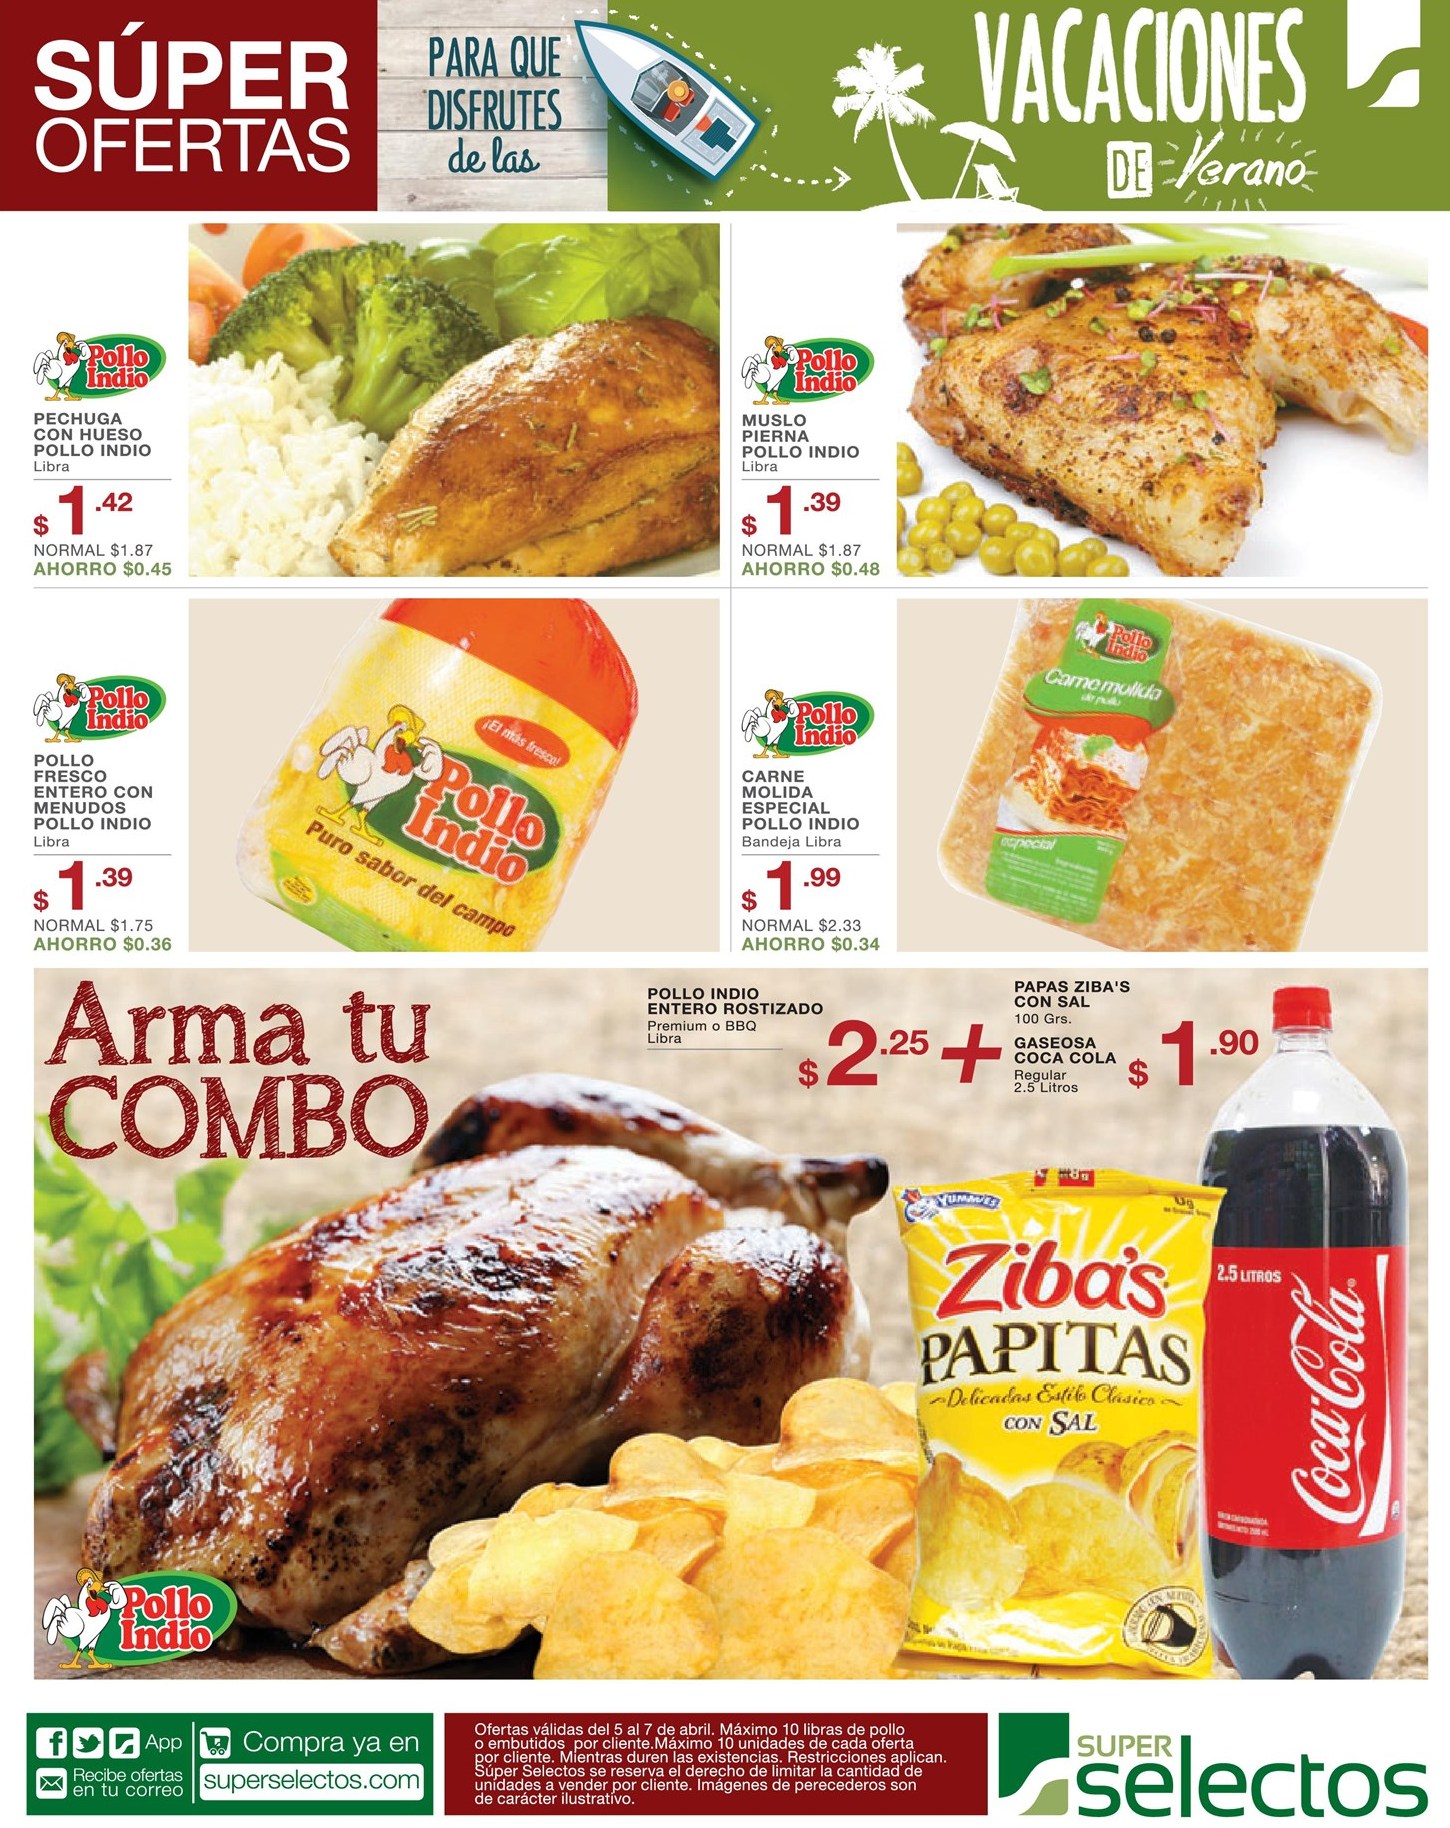 SÚPER
OFERTAS
PARA QUE
DISFRUTES
de las
VACACIONES
DE Verano
Pollo
Indio
PECHUGA
CON HUESO
POLLO INDIO
Libra
$ 1.42
NORMAL $1.87
AHORRO $0.45
Pollo
Indio
MUSLO
PIERNA
POLLO INDIO
Libra
$ 1.39
NORMAL $1.87
AHORRO $0.48
Pollo
Indio
POLLO
FRESCO
ENTERO CON
MENUDOS
POLLO INDIO
Libra
$ 1.39
NORMAL $1.75
AHORRO $0.36
¡El más fresco!
Pollo
Indio
Puro sabor del campo
Pollo
Indio
CARNE
MOLIDA
ESPECIAL
POLLO INDIO
Bandeja Libra
$ 1.99
NORMAL $2.33
AHORRO $0.34
Pollo
Indio
Carne molida
de pollo
especial
Arma tu
COMBO
POLLO INDIO
ENTERO ROSTIZADO
Premium o BBQ
Libra
$ 2.25 +
PAPAS ZIBA'S
CON SAL
100 Grs.
GASEOSA
COCA COLA
Regular
2.5 Litros
$ 1.90
YUMMIES
Ziba's
PAPITAS
Delicadas Estilo Clásico
CON SAL
2.5 LITROS
Coca-Cola
Pollo
Indio
App
Recibe ofertas
en tu correo
Compra ya en
superselectos.com
Ofertas válidas del 5 al 7 de abril. Máximo 10 libras de pollo
o embutidos por cliente.Máximo 10 unidades de cada oferta
por cliente. Mientras duren las existencias. Restricciones aplican.
Súper Selectos se reserva el derecho de limitar la cantidad de
unidades a vender por cliente. Imágenes de perecederos son
de carácter ilustrativo.
SUPER
selectos